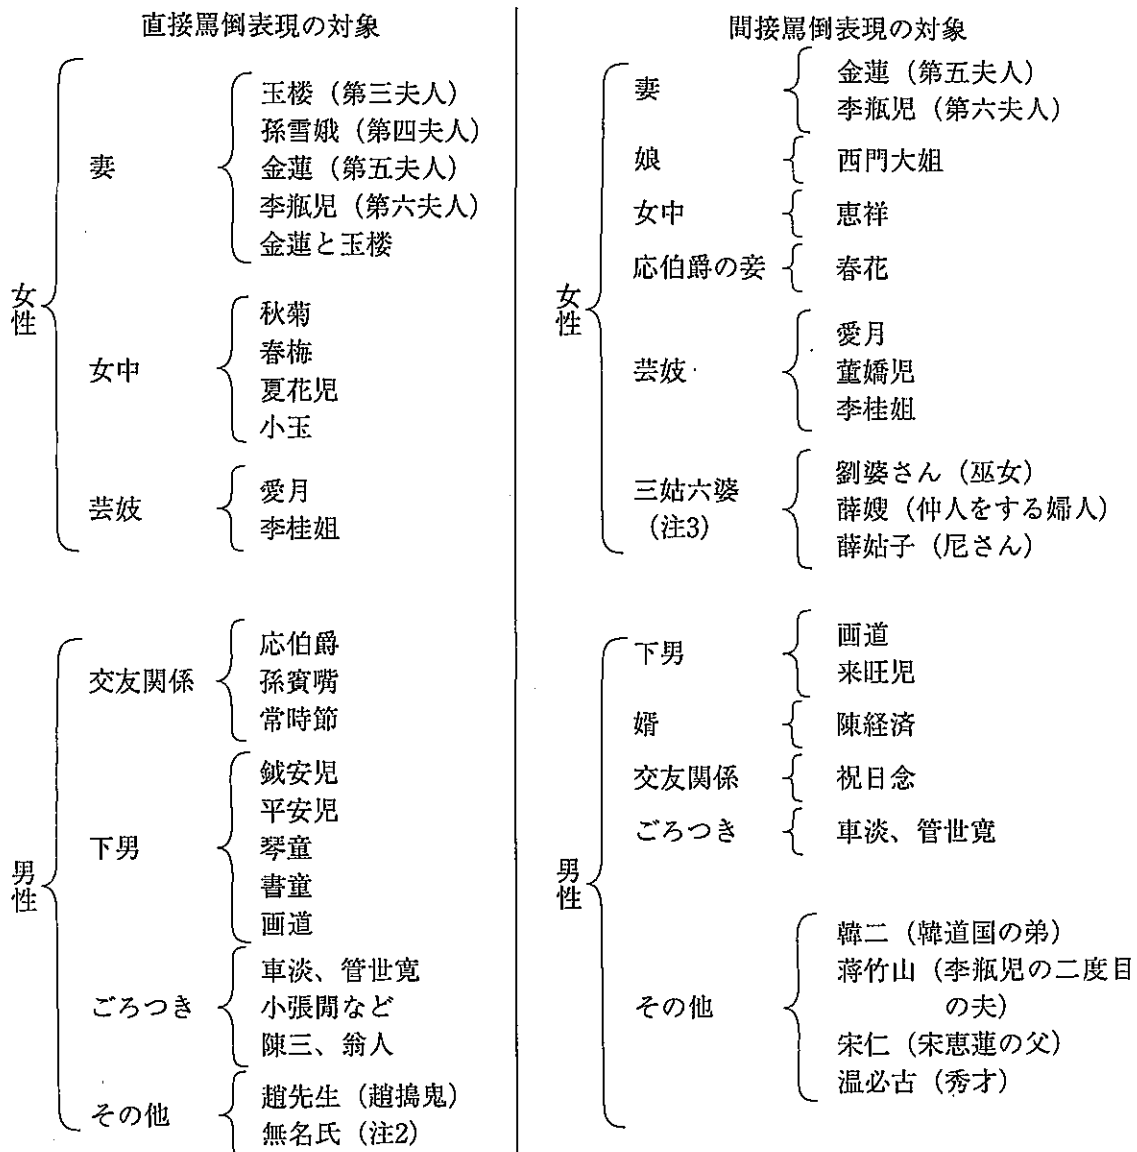 直接罵倒表現の対象
女性
妻
玉楼（第三夫人）
孫雪娥（第四夫人）
金蓮（第五夫人）
李瓶児（第六夫人）
金蓮と玉楼
女中
秋菊
春梅
夏花児
小玉
芸妓
愛月
李桂姐
男性
交友関係
応伯爵
孫寡嘴
常時節
下男
鉞安児
平安児
琴童
書童
画道
ごろつき
車淡、管世寛
小張閒など
陳三、翁人
その他
趙先生（趙搗鬼）
無名氏（注2）
間接罵倒表現の対象
女性
妻
金蓮（第五夫人）
李瓶児（第六夫人）
娘
西門大姐
女中
恵祥
応伯爵の妾
春花
芸妓
愛月
董嬌児
李桂姐
三姑六婆
（注3）
劉婆さん（巫女）
薛嫂（仲人をする婦人）
薛姑子（尼さん）
男性
下男
画道
来旺児
婿
陳経済
交友関係
祝日念
ごろつき
車淡、管世寛
その他
韓二（韓道国の弟）
蒋竹山（李瓶児の二度目
の夫）
宋仁（宋恵蓮の父）
温必古（秀才）